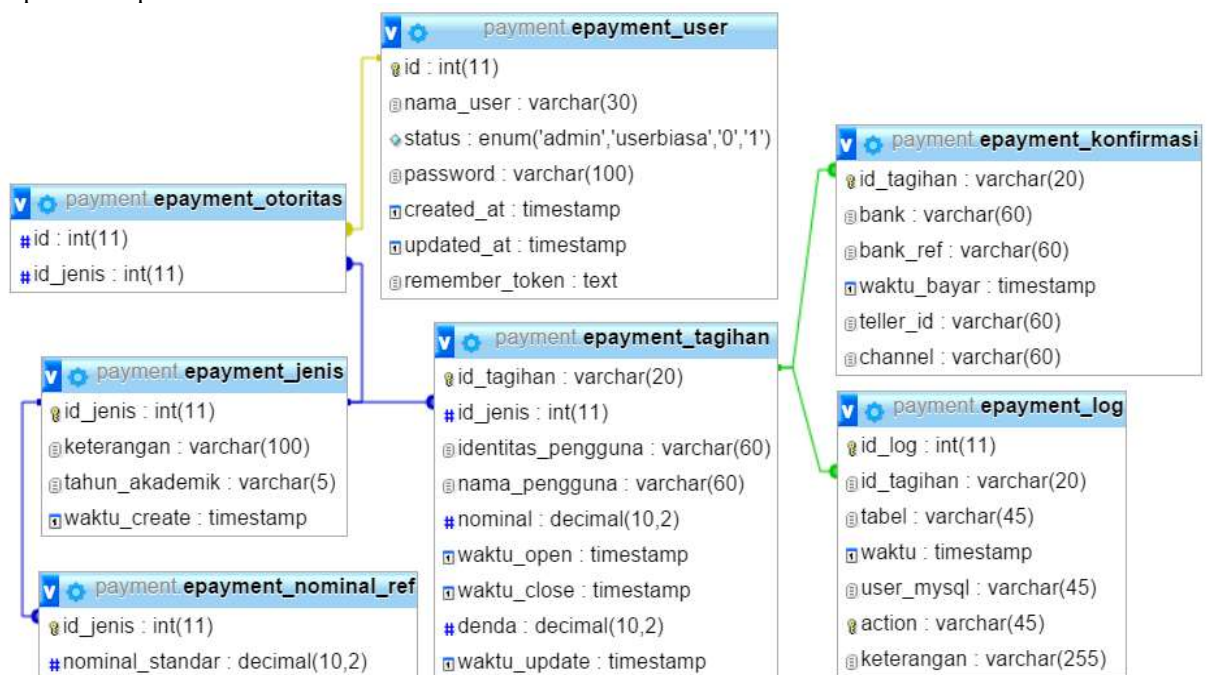 payment.epayment_user
id : int(11)
nama_user : varchar(30)
status : enum('admin','userbiasa','0','1')
password : varchar(100)
created_at : timestamp
updated_at : timestamp
remember_token : text
payment.epayment_otoritas
id : int(11)
id_jenis : int(11)
payment.epayment_konfirmasi
id_tagihan : varchar(20)
bank : varchar(60)
bank_ref : varchar(60)
waktu_bayar : timestamp
teller_id : varchar(60)
channel : varchar(60)
payment.epayment_jenis
id_jenis : int(11)
keterangan : varchar(100)
tahun_akademik : varchar(5)
waktu_create : timestamp
payment.epayment_tagihan
id_tagihan : varchar(20)
id_jenis : int(11)
identitas_pengguna : varchar(60)
nama_pengguna : varchar(60)
nominal : decimal(10,2)
waktu_open : timestamp
waktu_close : timestamp
denda : decimal(10,2)
waktu_update : timestamp
payment.epayment_log
id_log : int(11)
id_tagihan : varchar(20)
tabel : varchar(45)
waktu : timestamp
user_mysql : varchar(45)
action : varchar(45)
keterangan : varchar(255)
payment.epayment_nominal_ref
id_jenis : int(11)
nominal_standar : decimal(10,2)